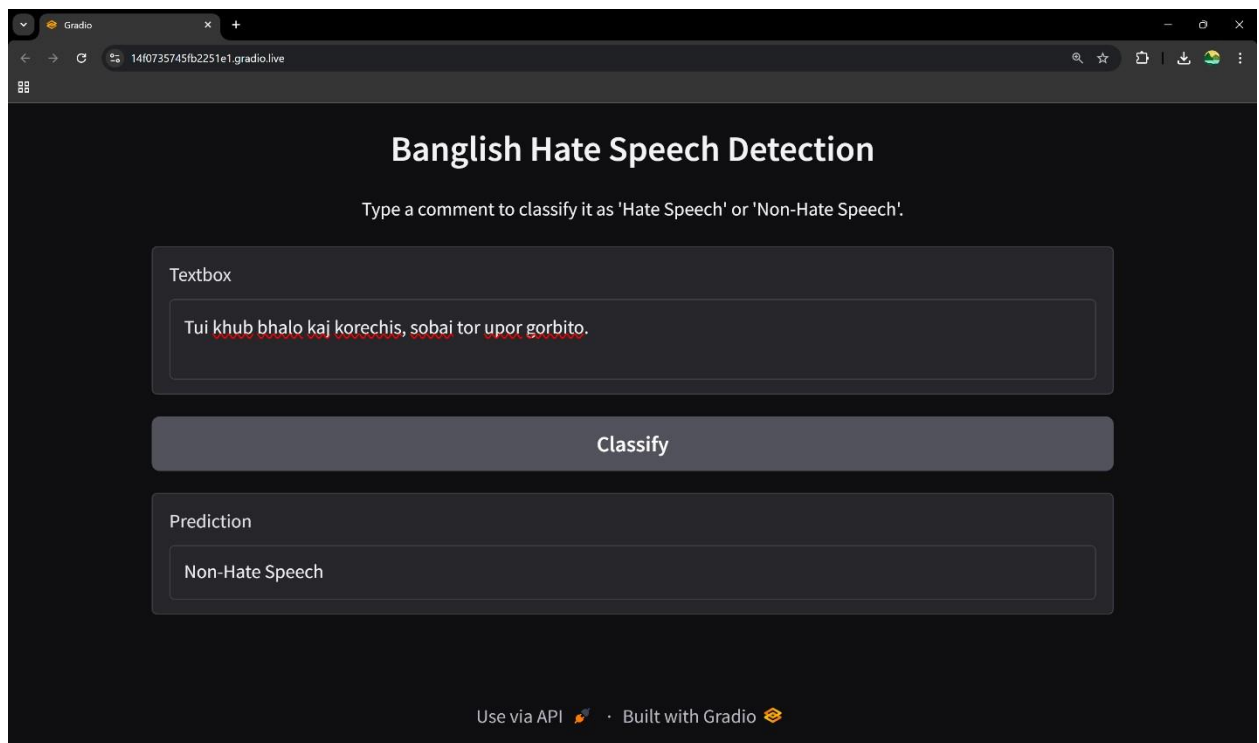 Gradio
14f0735745fb2251e1.gradio.live
Banglish Hate Speech Detection
Type a comment to classify it as 'Hate Speech' or 'Non-Hate Speech'.
Textbox
Tui khub bhalo kaj korechis, sobai tor upor gorbito.
Classify
Prediction
Non-Hate Speech
Use via API · Built with Gradio